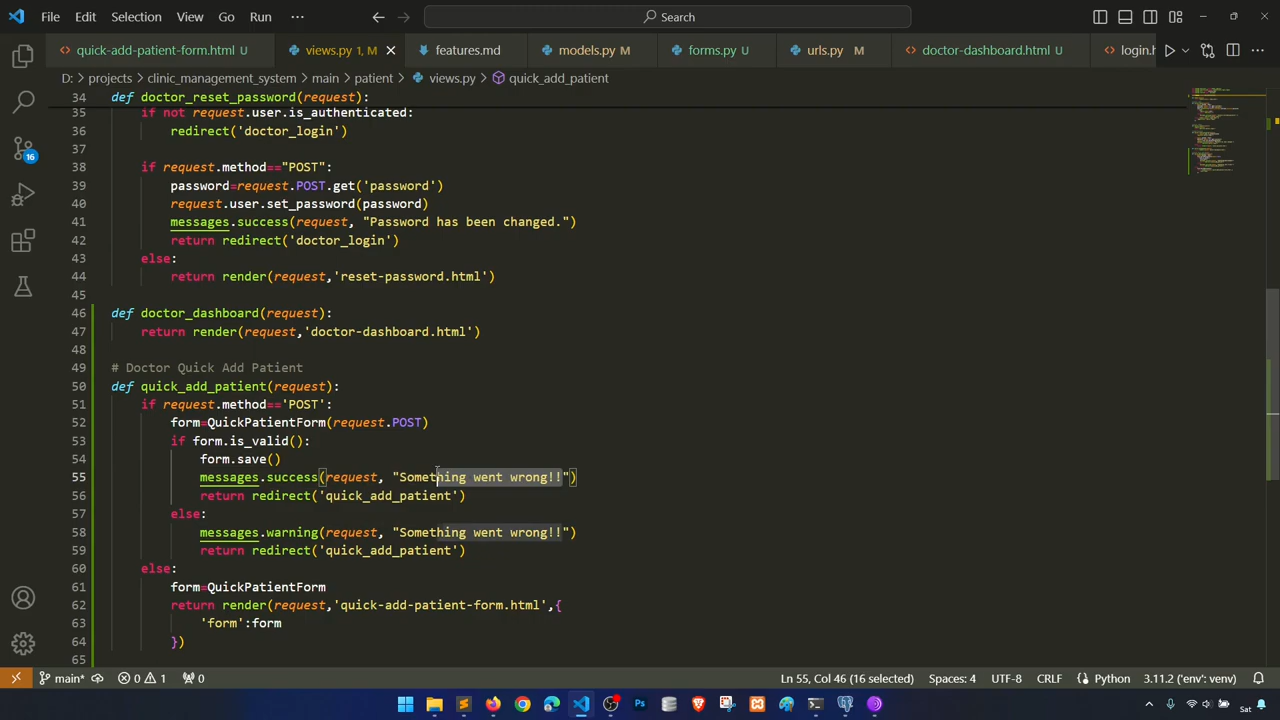 File Edit Selection View Go Run ··· Search
quick-add-patient-form.html U views.py 1, M features.md models.py M forms.py U urls.py M doctor-dashboard.html U login.h
D: > projects > clinic_management_system > main > patient > views.py > quick_add_patient
34 def doctor_reset_password(request):
35 if not request.user.is_authenticated:
36 redirect('doctor_login')
37
38 if request.method=="POST":
39 password=request.POST.get('password')
40 request.user.set_password(password)
41 messages.success(request, "Password has been changed.")
42 return redirect('doctor_login')
43 else:
44 return render(request,'reset-password.html')
45
46 def doctor_dashboard(request):
47 return render(request,'doctor-dashboard.html')
48
49 # Doctor Quick Add Patient
50 def quick_add_patient(request):
51 if request.method=='POST':
52 form=QuickPatientForm(request.POST)
53 if form.is_valid():
54 form.save()
55 messages.success(request, "Something went wrong!!")
56 return redirect('quick_add_patient')
57 else:
58 messages.warning(request, "Something went wrong!!")
59 return redirect('quick_add_patient')
60 else:
61 form=QuickPatientForm
62 return render(request,'quick-add-patient-form.html',{
63 'form':form
64 })
65
16
main* 0 1 0 Ln 55, Col 46 (16 selected) Spaces: 4 UTF-8 CRLF Python 3.11.2 ('env': venv)
Ps Sat